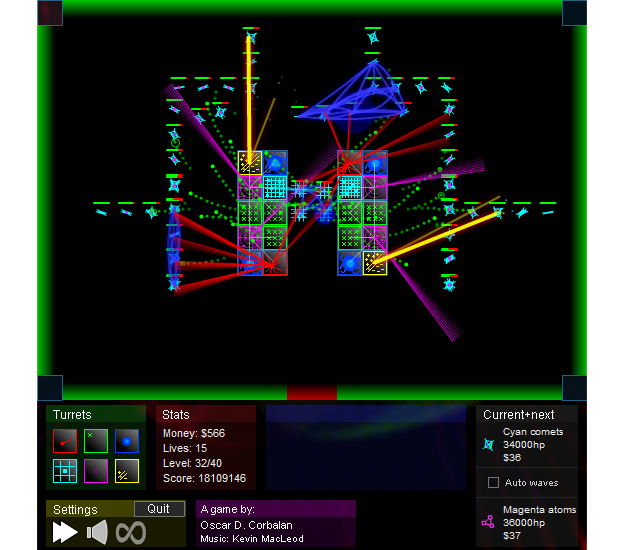 Turrets
Stats
Money: $566
Lives: 15
Level: 32/40
Score: 18109146
Current+next
Cyan comets
34000hp
$36
Auto waves
Magenta atoms
36000hp
$37
Settings
Quit
A game by:
Oscar D. Corbalan
Music: Kevin MacLeod